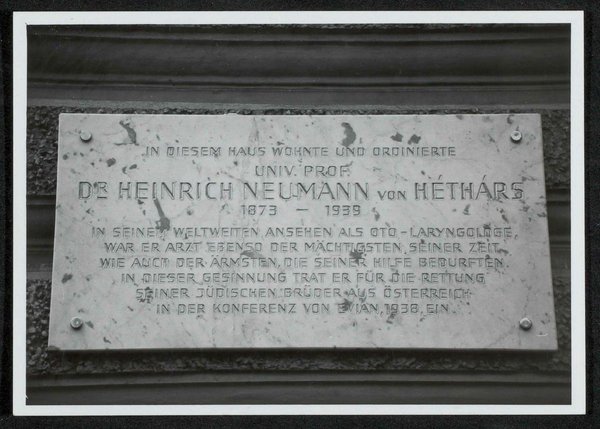 IN DIESEM HAUS WOHNTE UND ORDINIERTE
UNIV. PROF.
DR HEINRICH NEUMANN VON HÉTHÁRS
1873 – 1939
IN SEINEM WELTWEITEN ANSEHEN ALS OTO-LARYNGOLOGE,
WAR ER ARZT EBENSO DER MÄCHTIGSTEN SEINER ZEIT,
WIE AUCH DER ÄRMSTEN, DIE SEINER HILFE BEDURFTEN.
IN DIESER GESINNUNG TRAT ER FÜR DIE RETTUNG
SEINER JÜDISCHEN BRÜDER AUS ÖSTERREICH
IN DER KONFERENZ VON EVIAN, 1938, EIN.